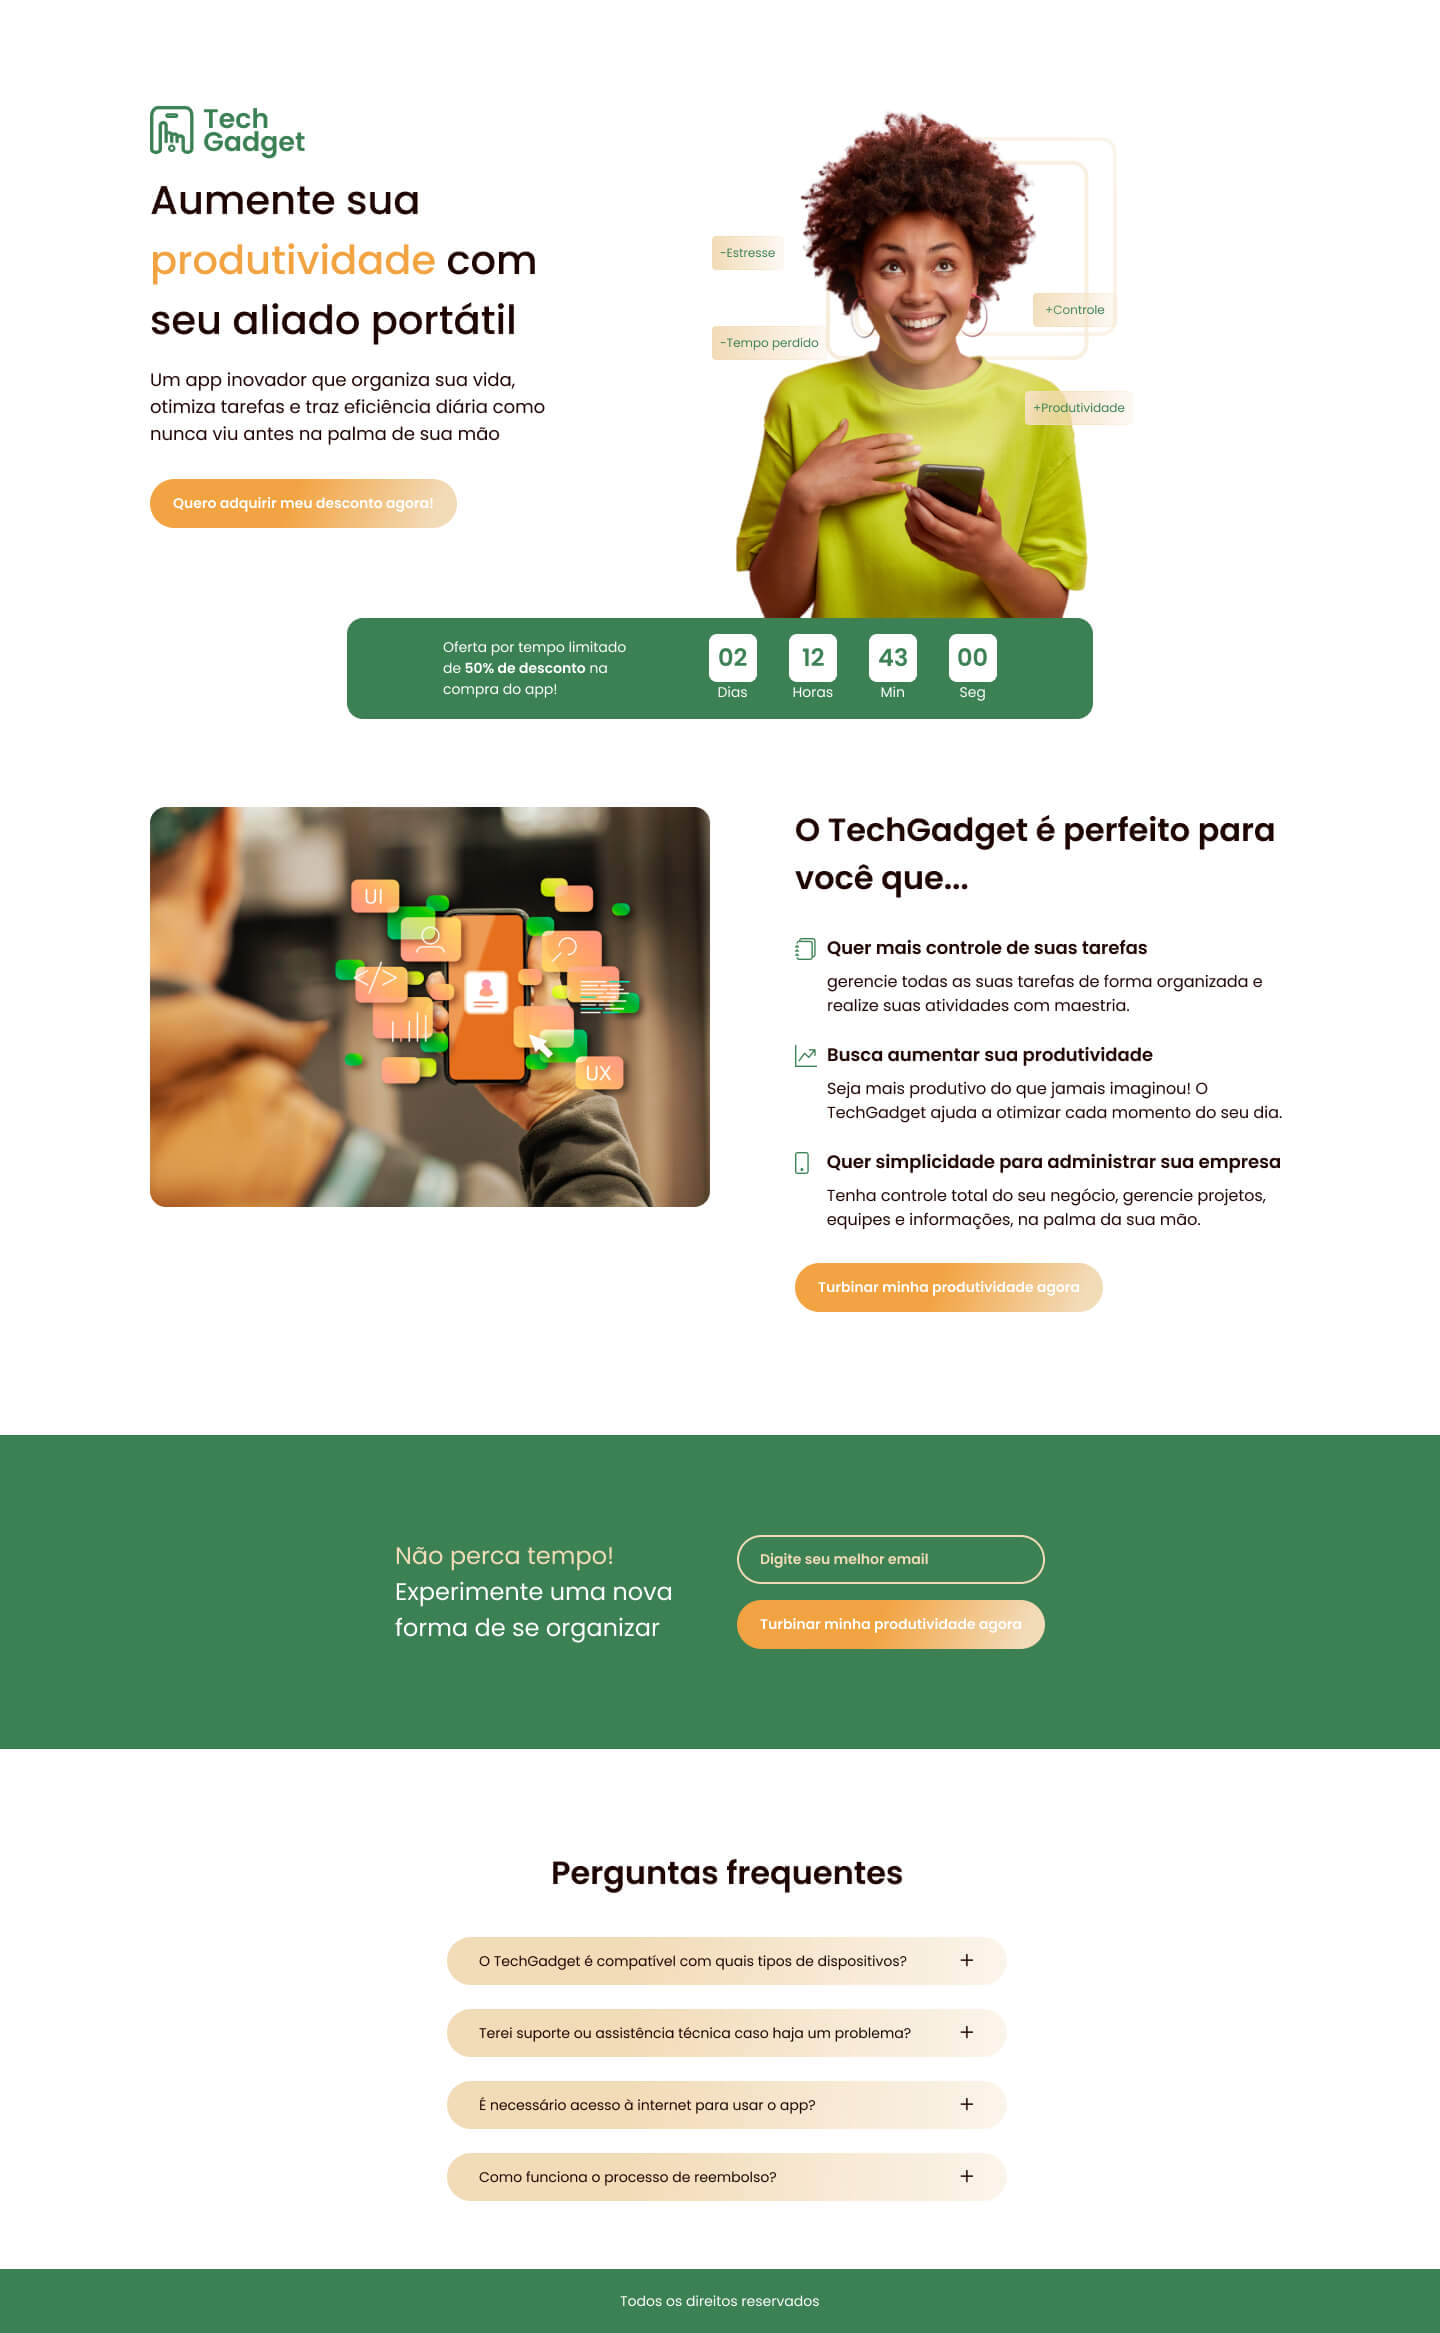 Tech
Gadget
Aumente sua
produtividade com
seu aliado portátil
Um app inovador que organiza sua vida,
otimiza tarefas e traz eficiência diária como
nunca viu antes na palma de sua mão
Quero adquirir meu desconto agora!
-Estresse
-Tempo perdido
+Controle
+Produtividade
Oferta por tempo limitado
de 50% de desconto na
compra do app!
02 12 43 00
Dias Horas Min Seg
UI
</>
UX
O TechGadget é perfeito para
você que...
Quer mais controle de suas tarefas
gerencie todas as suas tarefas de forma organizada e
realize suas atividades com maestria.
Busca aumentar sua produtividade
Seja mais produtivo do que jamais imaginou! O
TechGadget ajuda a otimizar cada momento do seu dia.
Quer simplicidade para administrar sua empresa
Tenha controle total do seu negócio, gerencie projetos,
equipes e informações, na palma da sua mão.
Turbinar minha produtividade agora
Não perca tempo!
Experimente uma nova
forma de se organizar
Digite seu melhor email
Turbinar minha produtividade agora
Perguntas frequentes
O TechGadget é compatível com quais tipos de dispositivos? +
Terei suporte ou assistência técnica caso haja um problema? +
É necessário acesso à internet para usar o app? +
Como funciona o processo de reembolso? +
Todos os direitos reservados